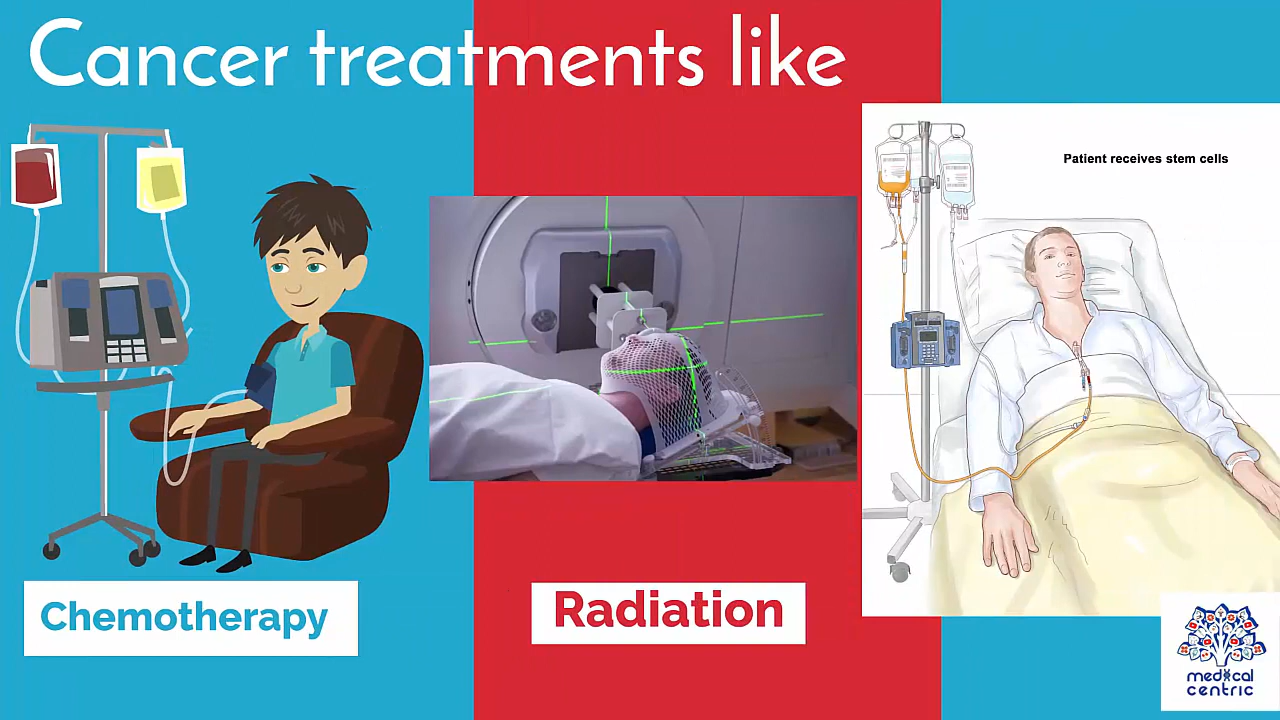 Cancer treatments like
Patient receives stem cells
Chemotherapy
Radiation
medical
centric